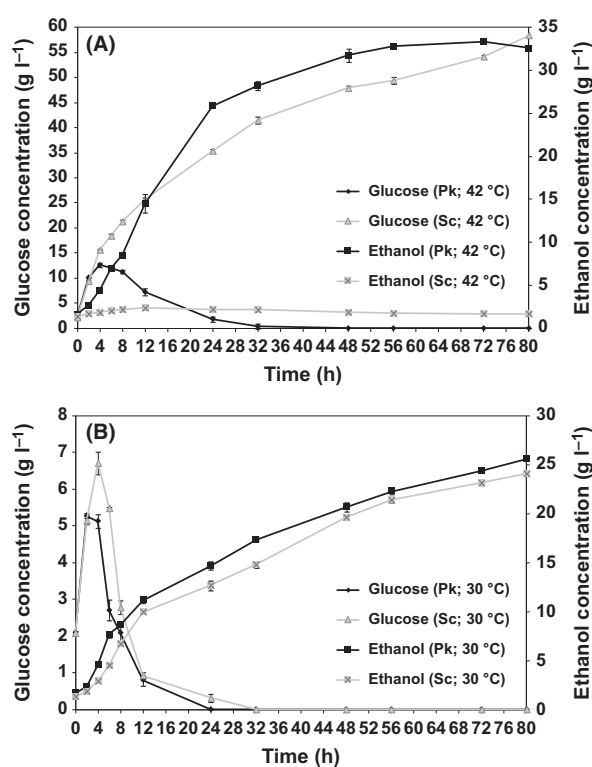 (A)
Glucose concentration (g l⁻¹)
Ethanol concentration (g l⁻¹)
60
55
50
45
40
35
30
25
20
15
10
5
0
35
30
25
20
15
10
5
0
Glucose (Pk; 42 °C)
Glucose (Sc; 42 °C)
Ethanol (Pk; 42 °C)
Ethanol (Sc; 42 °C)
0 4 8 12 16 20 24 28 32 36 40 44 48 52 56 60 64 68 72 76 80
Time (h)
(B)
Glucose concentration (g l⁻¹)
Ethanol concentration (g l⁻¹)
8
7
6
5
4
3
2
1
0
30
25
20
15
10
5
0
Glucose (Pk; 30 °C)
Glucose (Sc; 30 °C)
Ethanol (Pk; 30 °C)
Ethanol (Sc; 30 °C)
0 4 8 12 16 20 24 28 32 36 40 44 48 52 56 60 64 68 72 76 80
Time (h)